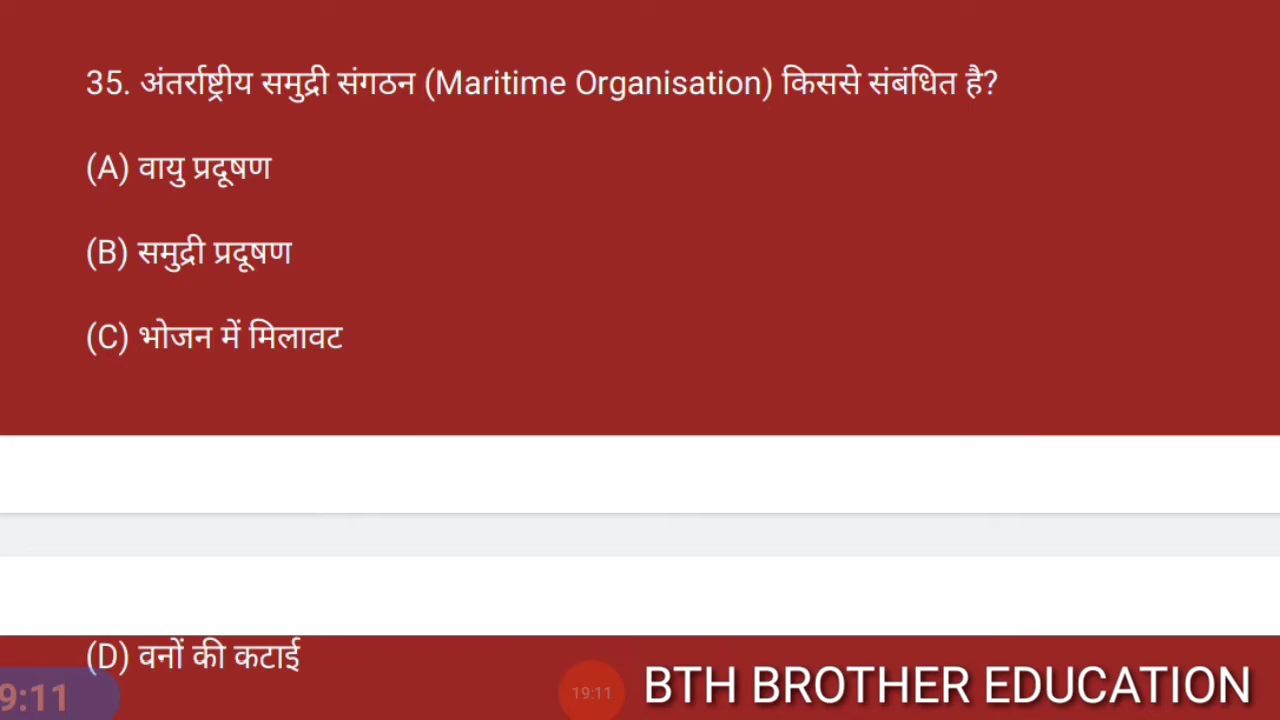 35. अंतर्राष्ट्रीय समुद्री संगठन (Maritime Organisation) किससे संबंधित है?
(A) वायु प्रदूषण
(B) समुद्री प्रदूषण
(C) भोजन में मिलावट
(D) वनों की कटाई
9:11
19:11
BTH BROTHER EDUCATION